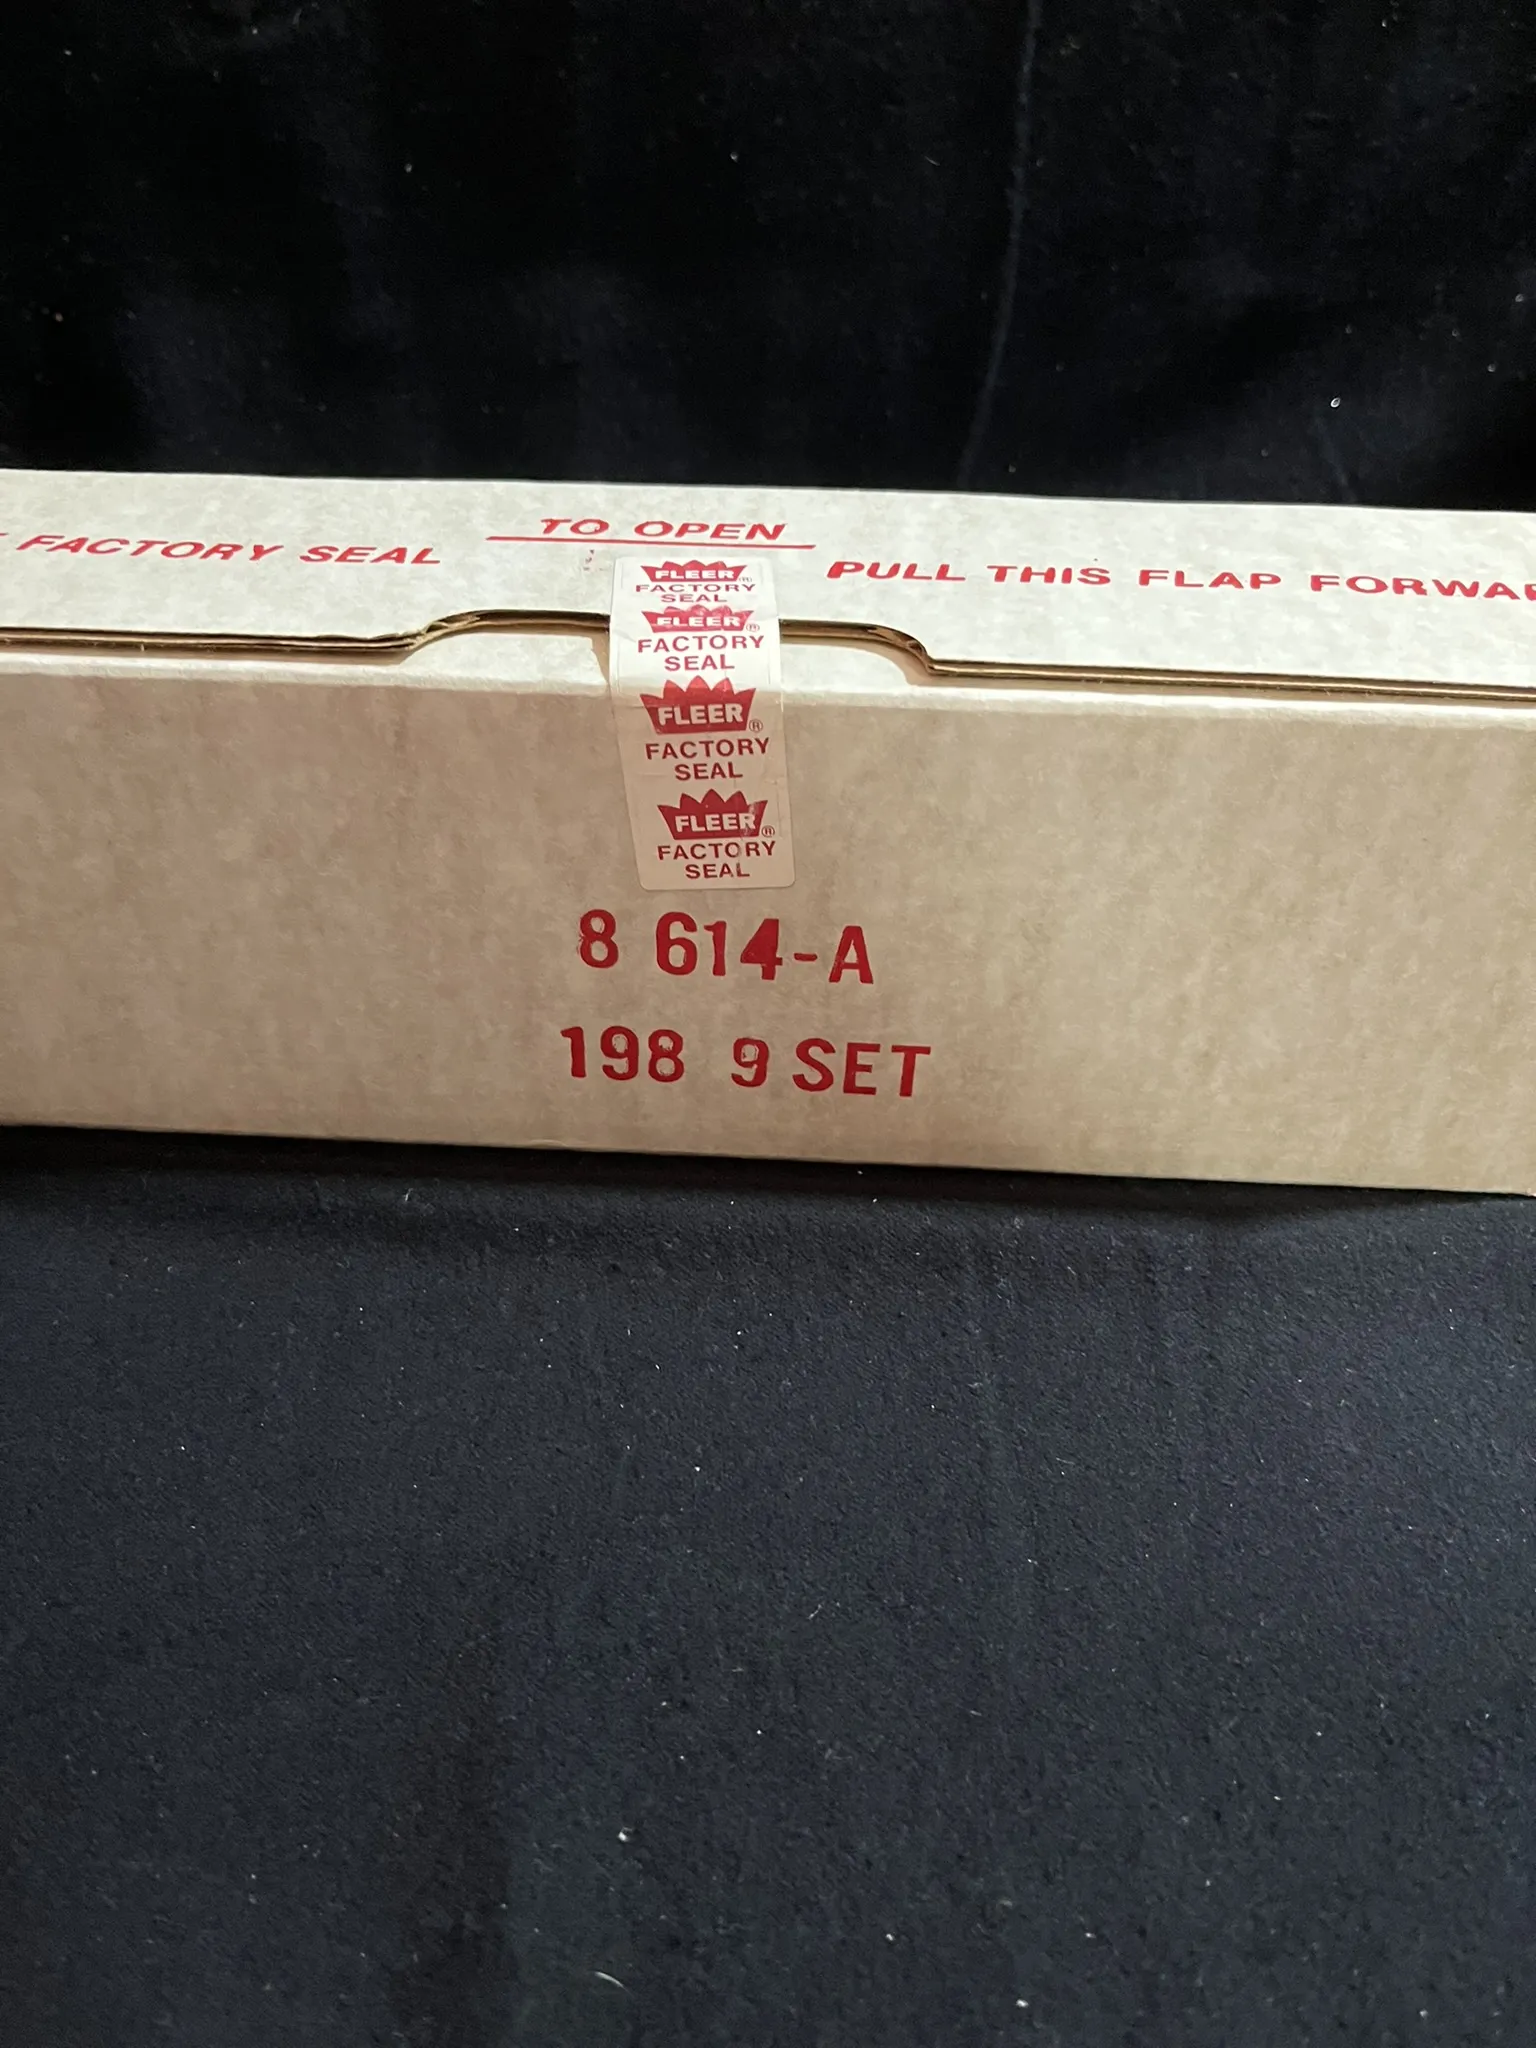 FACTORY SEAL
TO OPEN
PULL THIS FLAP
FLEER®
FACTORY
SEAL
FLEER®
FACTORY
SEAL
FLEER®
FACTORY
SEAL
FLEER®
FACTORY
SEAL
8 614-A
198 9 SET